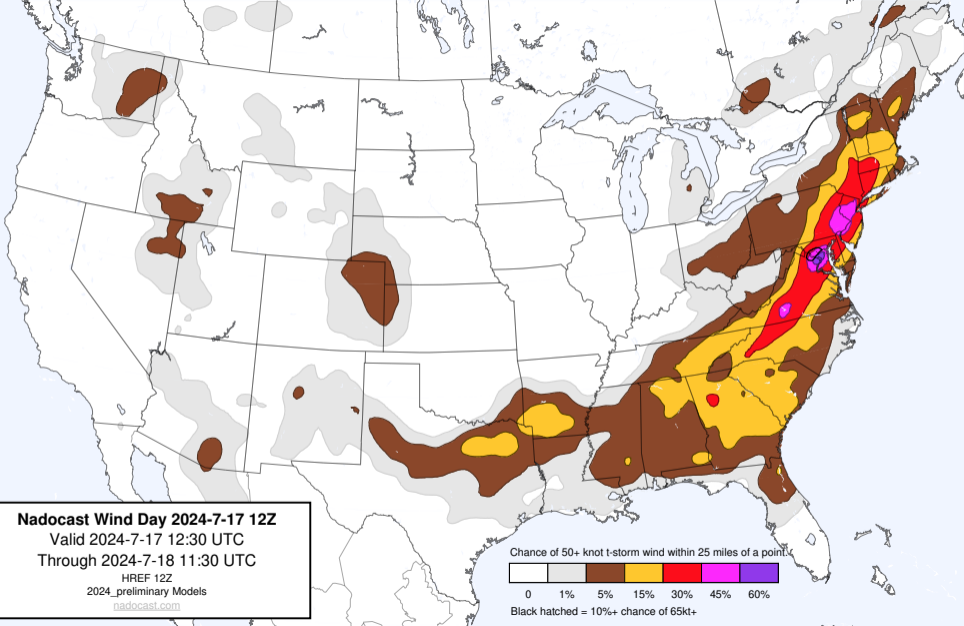 Nadocast Wind Day 2024-7-17 12Z
Valid 2024-7-17 12:30 UTC
Through 2024-7-18 11:30 UTC
HREF 12Z
2024_preliminary Models
nadocast.com
Chance of 50+ knot t-storm wind within 25 miles of a point.
0 1% 5% 15% 30% 45% 60%
Black hatched = 10%+ chance of 65kt+